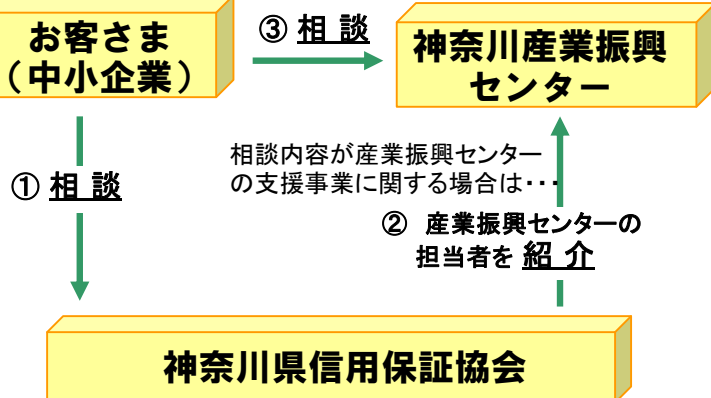 お客さま
（中小企業）
③ 相 談
神奈川産業振興
センター
① 相 談
相談内容が産業振興センター
の支援事業に関する場合は・・・
② 産業振興センターの
担当者を 紹 介
神奈川県信用保証協会